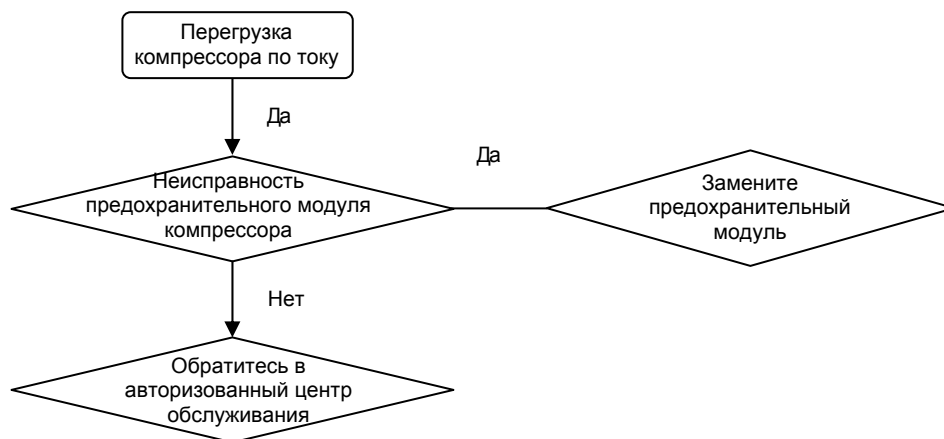 Перегрузка
компрессора по току
Да
Да
Неисправность
предохранительного модуля
компрессора
Замените
предохранительный
модуль
Нет
Обратитесь в
авторизованный центр
обслуживания